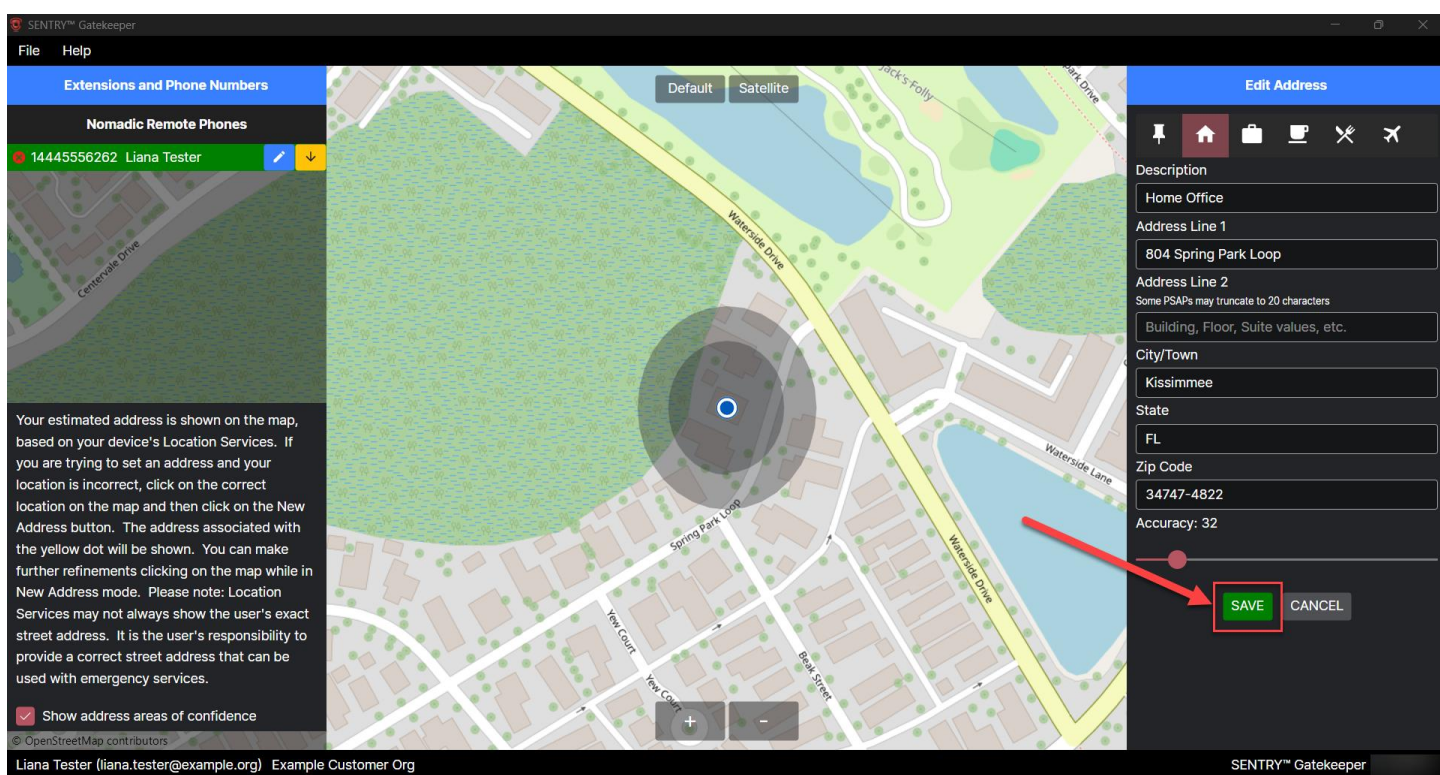 SENTRY™ Gatekeeper
File Help
Extensions and Phone Numbers
Nomadic Remote Phones
14445556262 Liana Tester
Centervale Drive
Your estimated address is shown on the map,
based on your device's Location Services. If
you are trying to set an address and your
location is incorrect, click on the correct
location on the map and then click on the New
Address button. The address associated with
the yellow dot will be shown. You can make
further refinements clicking on the map while in
New Address mode. Please note: Location
Services may not always show the user's exact
street address. It is the user's responsibility to
provide a correct street address that can be
used with emergency services.
Show address areas of confidence
© OpenStreetMap contributors
Default Satellite
Jack's Folly
Park Drive
Waterside Drive
Waterside Lane
Spring Park Loop
Waterside Drive
Yew Court
Beak Street
Yew Court
+ -
Edit Address
Description
Home Office
Address Line 1
804 Spring Park Loop
Address Line 2
Some PSAPs may truncate to 20 characters
Building, Floor, Suite values, etc.
City/Town
Kissimmee
State
FL
Zip Code
34747-4822
Accuracy: 32
SAVE CANCEL
Liana Tester (liana.tester@example.org) Example Customer Org
SENTRY™ Gatekeeper